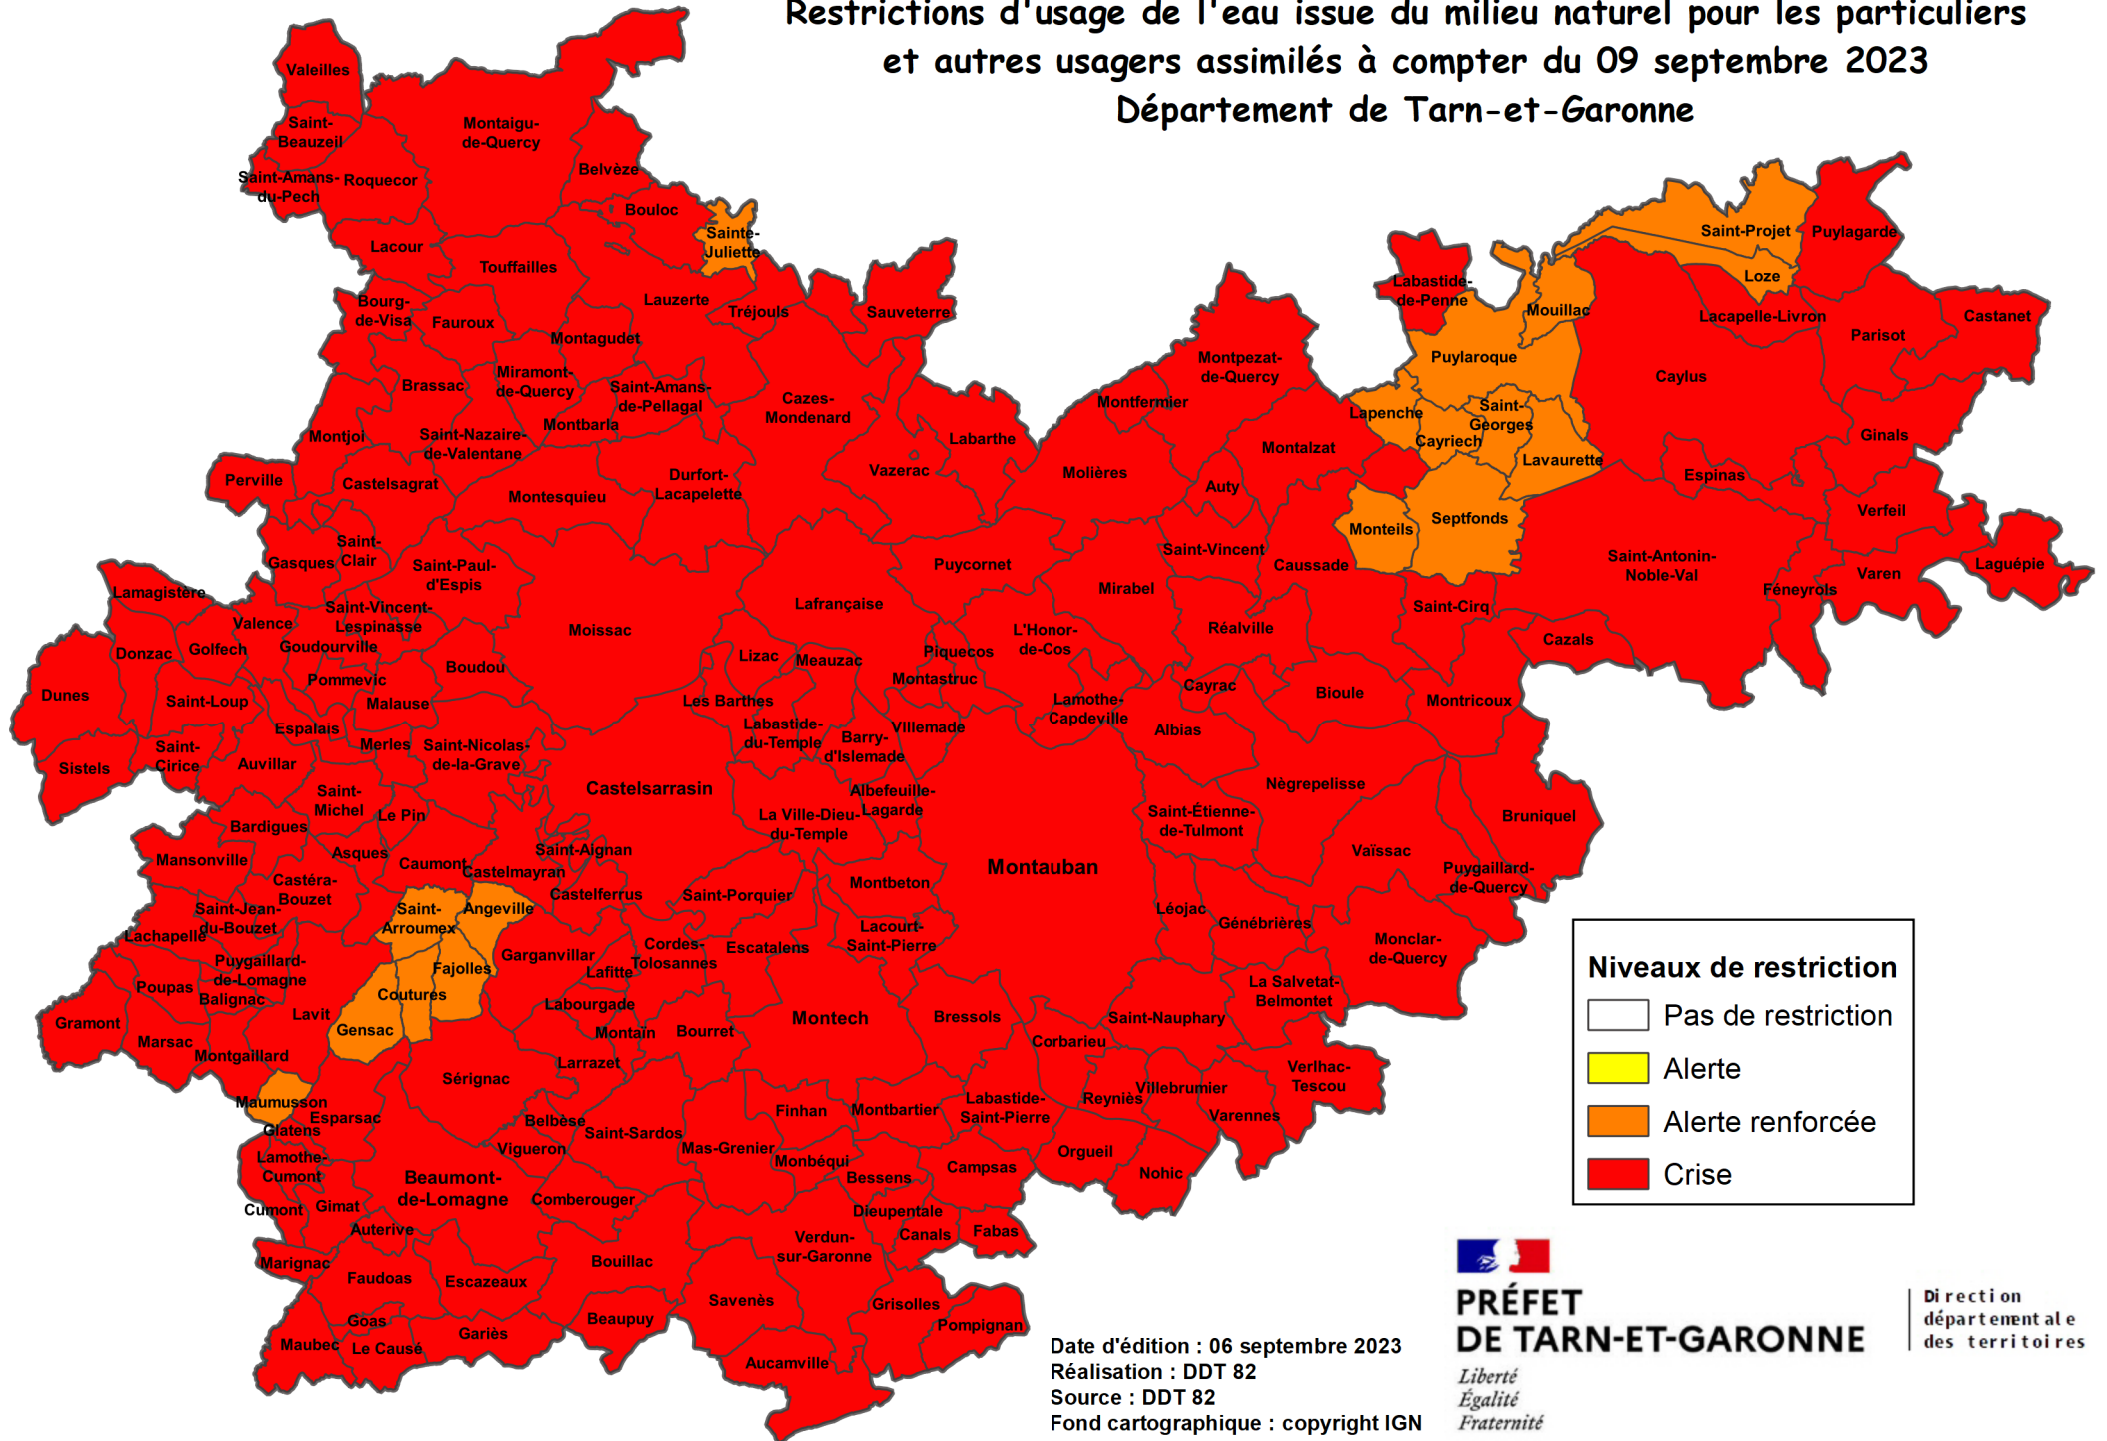 Restrictions d'usage de l'eau issue du milieu naturel pour les particuliers
et autres usagers assimilés à compter du 09 septembre 2023
Département de Tarn-et-Garonne
Valeilles
Saint-
Beauzeil
Montaigu-
de-Quercy
Saint-Amans-
du-Pech
Roquecor
Belvèze
Bouloc
Sainte-
Juliette
Lacour
Touffailles
Lauzerte
Tréjouls
Sauveterre
Bourg-
de-Visa
Fauroux
Montagudet
Brassac
Miramont-
de-Quercy
Saint-Amans-
de-Pellagal
Cazes-
Mondenard
Montbarla
Montjoi
Saint-Nazaire-
de-Valentane
Labarthe
Vazerac
Perville
Castelsagrat
Montesquieu
Durfort-
Lacapelette
Saint-Projet
Puylagarde
Loze
Labastide-
de-Penne
Mouillac
Lacapelle-Livron
Castanet
Parisot
Puylaroque
Caylus
Montpezat-
de-Quercy
Montfermier
Lapenche
Saint-
Georges
Cayriech
Lavaurette
Ginals
Espinas
Montalzat
Molières
Auty
Monteils
Septfonds
Verfeil
Saint-Vincent
Caussade
Saint-Antonin-
Noble-Val
Féneyrols
Varen
Laguépie
Saint-
Clair
Gasques
Saint-Paul-
d'Espis
Puycornet
Mirabel
Lamagistère
Saint-Vincent-
Lespinasse
Lafrançaise
Saint-Cirq
Valence
Moissac
Réalville
Cazals
Donzac
Golfech
Goudourville
L'Honor-
de-Cos
Piquecos
Lizac
Meauzac
Boudou
Pommevic
Montastruc
Cayrac
Bioule
Montricoux
Dunes
Saint-Loup
Malause
Les Barthes
Lamothe-
Capdeville
Espalais
Labastide-
du-Temple
VIllemade
Albias
Merles
Saint-Nicolas-
de-la-Grave
Barry-
d'Islemade
Sistels
Saint-
Cirice
Auvillar
Castelsarrasin
Nègrepelisse
Saint-
Michel
Albefeuille-
Lagarde
Le Pin
La Ville-Dieu-
du-Temple
Saint-Étienne-
de-Tulmont
Bruniquel
Bardigues
Asques
Saint-Aignan
Vaïssac
Mansonville
Caumont
Castelmayran
Montauban
Puygaillard-
de-Quercy
Castéra-
Bouzet
Castelferrus
Saint-Porquier
Montbeton
Saint-Jean-
du-Bouzet
Saint-
Arroumex
Angeville
Léojac
Génébrières
Lachapelle
Lacourt-
Saint-Pierre
Monclar-
de-Quercy
Garganvillar
Cordes-
Tolosannes
Escatalens
Puygaillard-
de-Lomagne
Fajolles
Lafitte
Poupas
Balignac
Coutures
La Salvetat-
Belmontet
Labourgade
Gramont
Lavit
Gensac
Montaïn
Bourret
Montech
Bressols
Saint-Nauphary
Marsac
Montgaillard
Corbarieu
Larrazet
Sérignac
Verlhac-
Tescou
Maumusson
Esparsac
Villebrumier
Reyniès
Varennes
Labastide-
Saint-Pierre
Finhan
Montbartier
Glatens
Belbèse
Saint-Sardos
Vigueron
Mas-Grenier
Monbéqui
Orgueil
Nohic
Lamothe-
Cumont
Bessens
Campsas
Beaumont-
de-Lomagne
Comberouger
Cumont
Gimat
Auterive
Dieupentale
Canals
Fabas
Verdun-
sur-Garonne
Marignac
Faudoas
Escazeaux
Bouillac
Savenès
Grisolles
Goas
Beaupuy
Pompignan
Maubec
Le Causé
Gariès
Aucamville
Niveaux de restriction
Pas de restriction
Alerte
Alerte renforcée
Crise
Date d'édition : 06 septembre 2023
Réalisation : DDT 82
Source : DDT 82
Fond cartographique : copyright IGN
PRÉFET
DE TARN-ET-GARONNE
Liberté
Égalité
Fraternité
Direction
départementale
des territoires